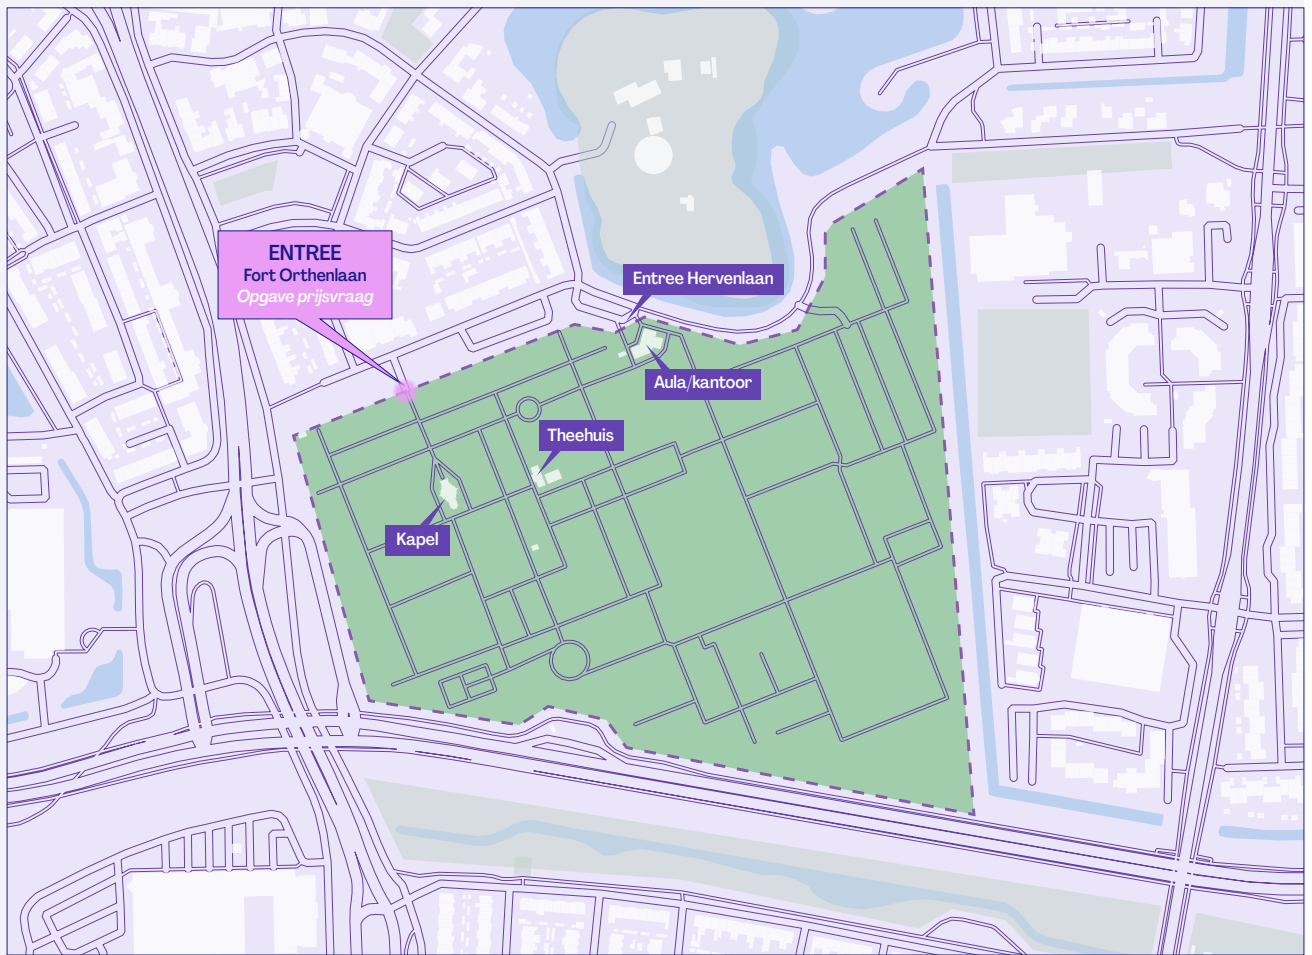 ENTREE
Fort Orthenlaan
Opgave prijsvraag
Entree Hervenlaan
Aula/kantoor
Theehuis
Kapel